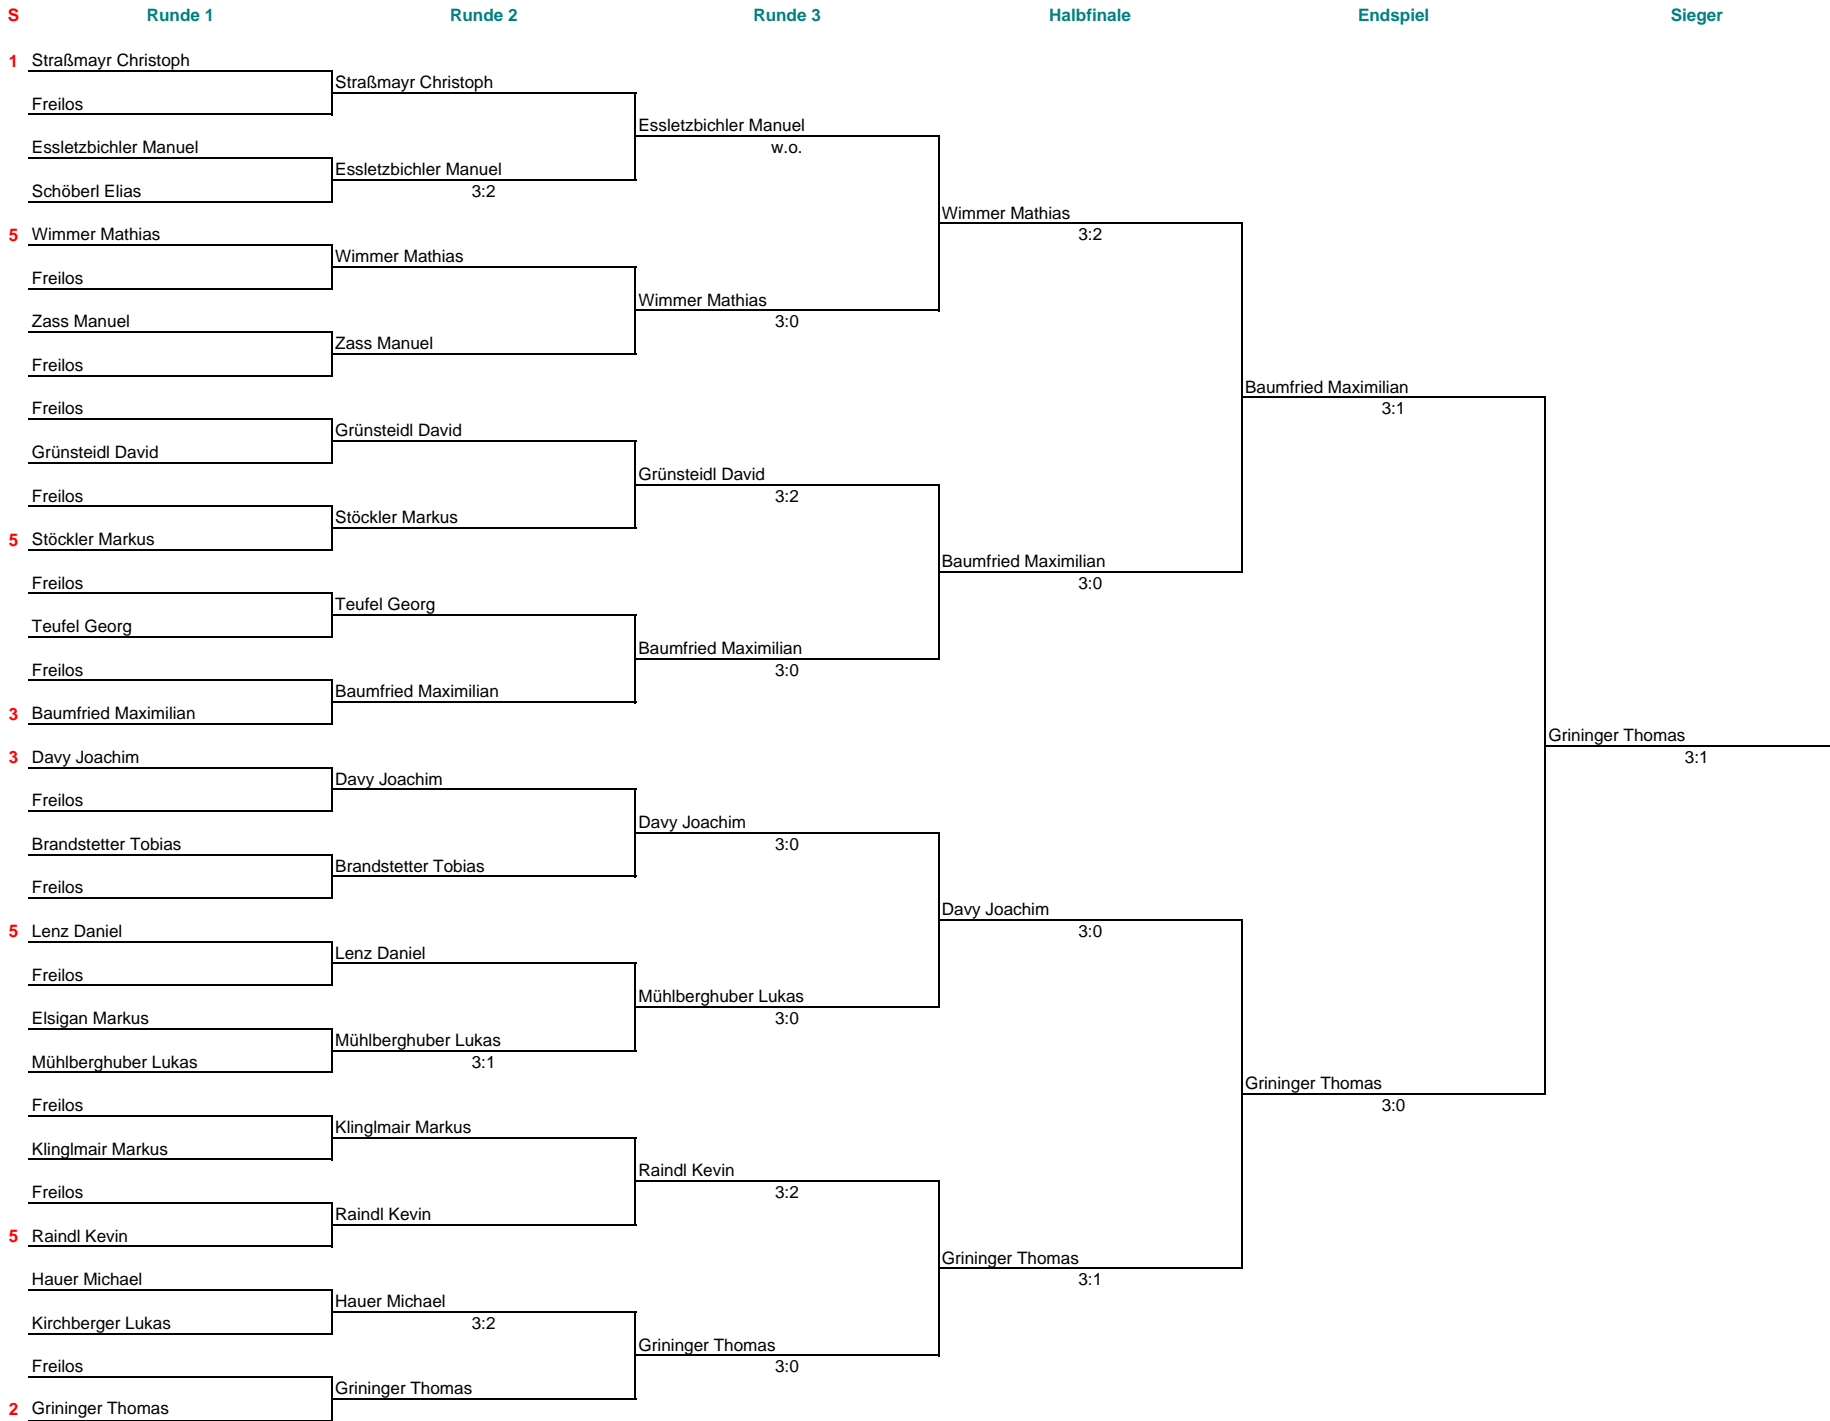 S Runde 1 Runde 2 Runde 3 Halbfinale Endspiel Sieger
1 Straßmayr Christoph
Straßmayr Christoph
Freilos
Essletzbichler Manuel
w.o.
Essletzbichler Manuel
Essletzbichler Manuel
3:2
Schöberl Elias
Wimmer Mathias
3:2
5 Wimmer Mathias
Wimmer Mathias
Freilos
Wimmer Mathias
3:0
Zass Manuel
Zass Manuel
Freilos
Baumfried Maximilian
3:1
Freilos
Grünsteidl David
Grünsteidl David
Grünsteidl David
3:2
Freilos
Stöckler Markus
5 Stöckler Markus
Baumfried Maximilian
3:0
Freilos
Teufel Georg
Teufel Georg
Baumfried Maximilian
3:0
Freilos
Baumfried Maximilian
3 Baumfried Maximilian
Grininger Thomas
3:1
3 Davy Joachim
Davy Joachim
Freilos
Davy Joachim
3:0
Brandstetter Tobias
Brandstetter Tobias
Freilos
Davy Joachim
3:0
5 Lenz Daniel
Lenz Daniel
Freilos
Mühlberghuber Lukas
3:0
Elsigan Markus
Mühlberghuber Lukas
3:1
Mühlberghuber Lukas
Grininger Thomas
3:0
Freilos
Klinglmair Markus
Klinglmair Markus
Raindl Kevin
3:2
Freilos
Raindl Kevin
5 Raindl Kevin
Grininger Thomas
3:1
Hauer Michael
Hauer Michael
3:2
Kirchberger Lukas
Grininger Thomas
3:0
Freilos
Grininger Thomas
2 Grininger Thomas